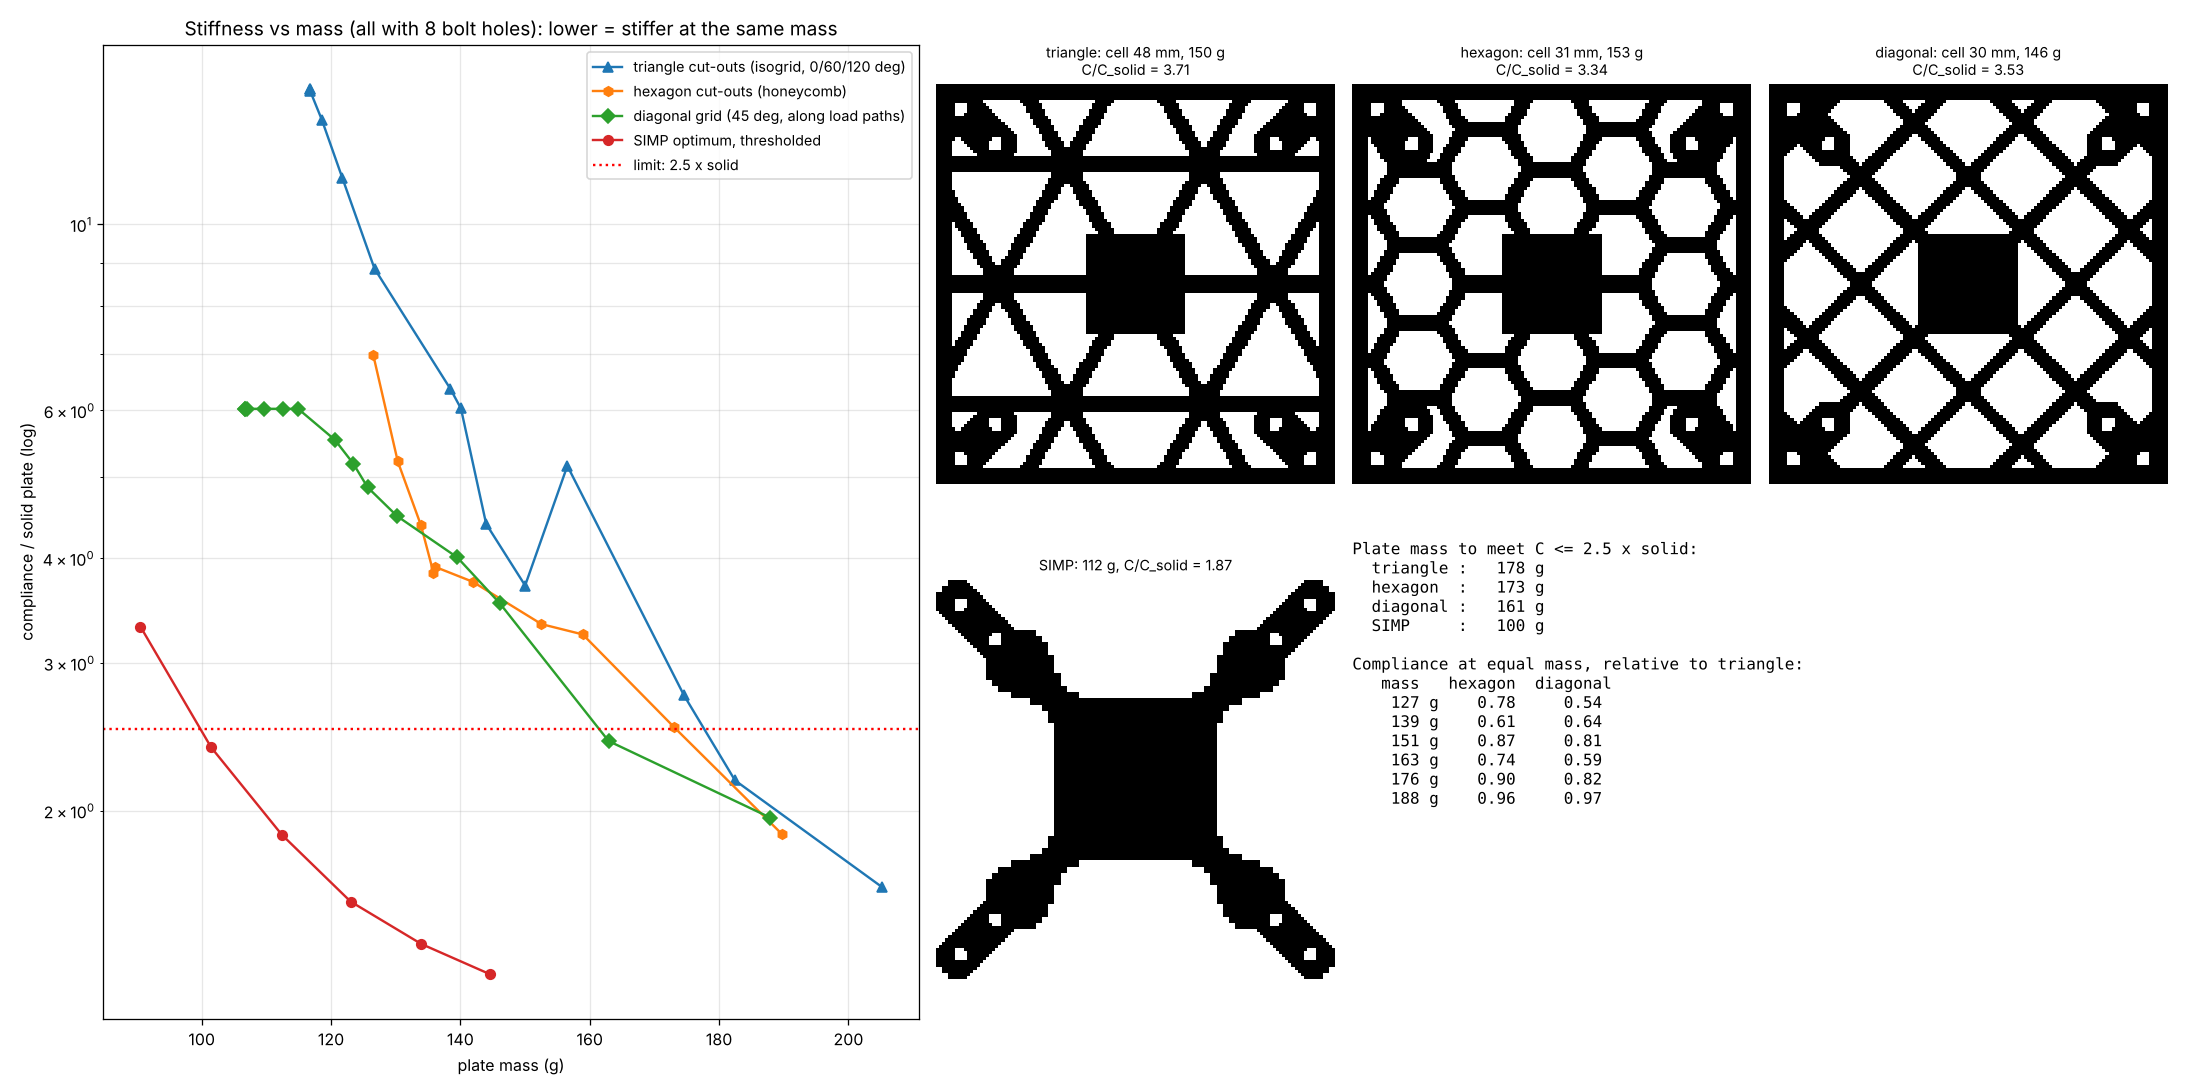 Stiffness vs mass (all with 8 bolt holes): lower = stiffer at the same mass
triangle cut-outs (isogrid, 0/60/120 deg)
hexagon cut-outs (honeycomb)
diagonal grid (45 deg, along load paths)
SIMP optimum, thresholded
limit: 2.5 x solid
compliance / solid plate (log)
10¹
6 × 10⁰
4 × 10⁰
3 × 10⁰
2 × 10⁰
100 120 140 160 180 200
plate mass (g)
triangle: cell 48 mm, 150 g
C/C_solid = 3.71
hexagon: cell 31 mm, 153 g
C/C_solid = 3.34
diagonal: cell 30 mm, 146 g
C/C_solid = 3.53
SIMP: 112 g, C/C_solid = 1.87
Plate mass to meet C <= 2.5 x solid:
triangle : 178 g
hexagon : 173 g
diagonal : 161 g
SIMP : 100 g
Compliance at equal mass, relative to triangle:
mass hexagon diagonal
127 g 0.78 0.54
139 g 0.61 0.64
151 g 0.87 0.81
163 g 0.74 0.59
176 g 0.90 0.82
188 g 0.96 0.97